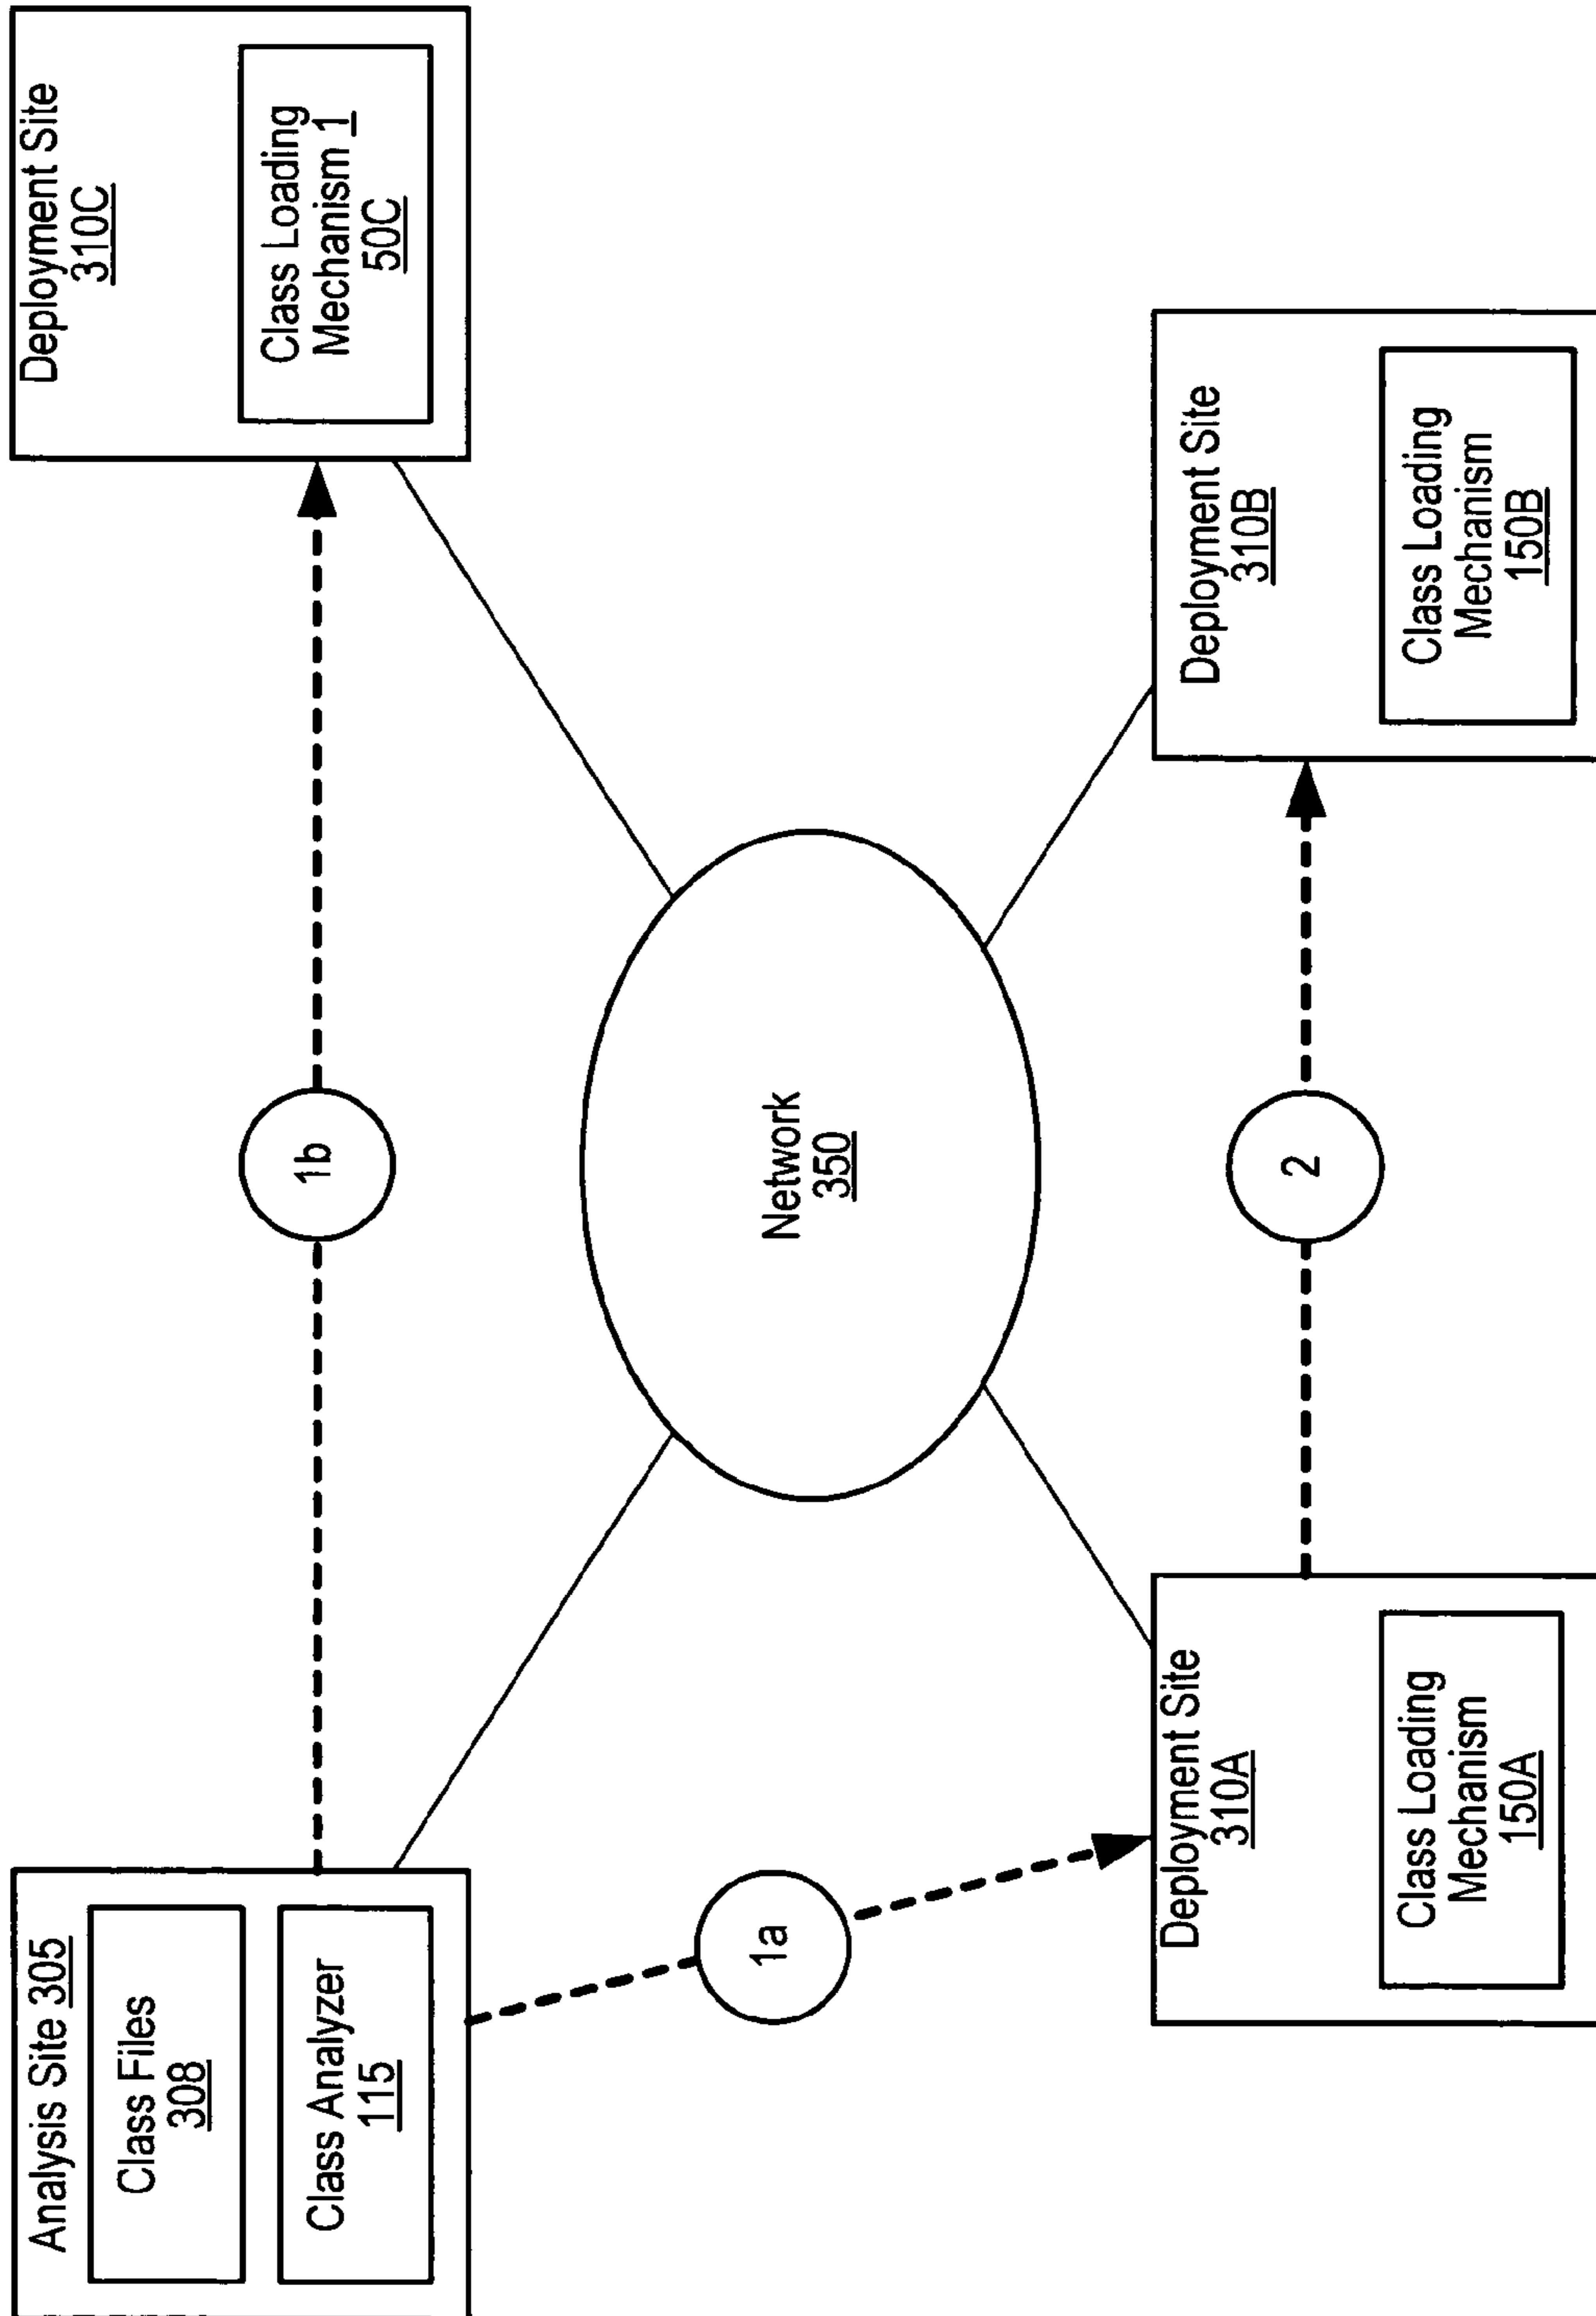 Analysis Site 305
Class Files
308
Class Analyzer
115
1b
Deployment Site
310C
Class Loading
Mechanism 1
50C
1a
Network
350
Deployment Site
310A
Class Loading
Mechanism
150A
2
Deployment Site
310B
Class Loading
Mechanism
150B